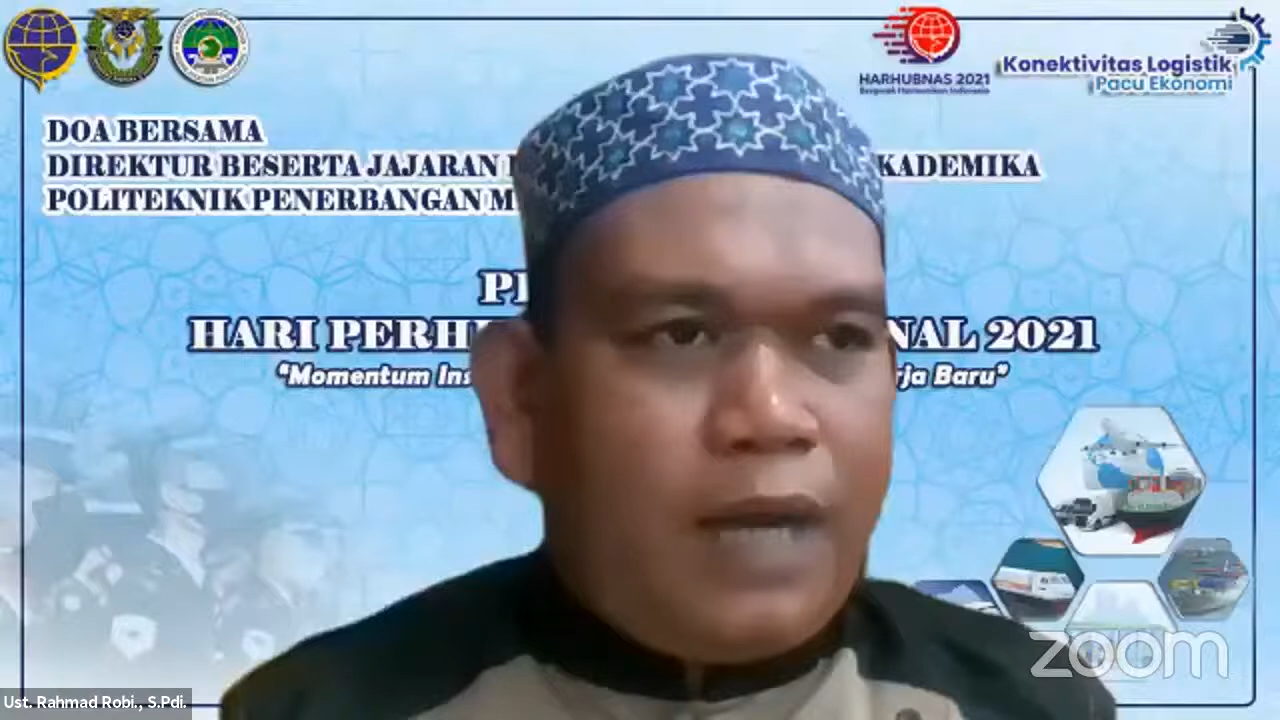 HARHUBNAS 2021
Bergerak Harmonikan Indonesia
Konektivitas Logistik
Pacu Ekonomi
DOA BERSAMA
DIREKTUR BESERTA JAJARAN
KADEMIKA
POLITEKNIK PENERBANGAN M
P
HARI PERH
NAL 2021
"Momentum Ins
rja Baru"
zoom
Ust. Rahmad Robi., S.Pdi.